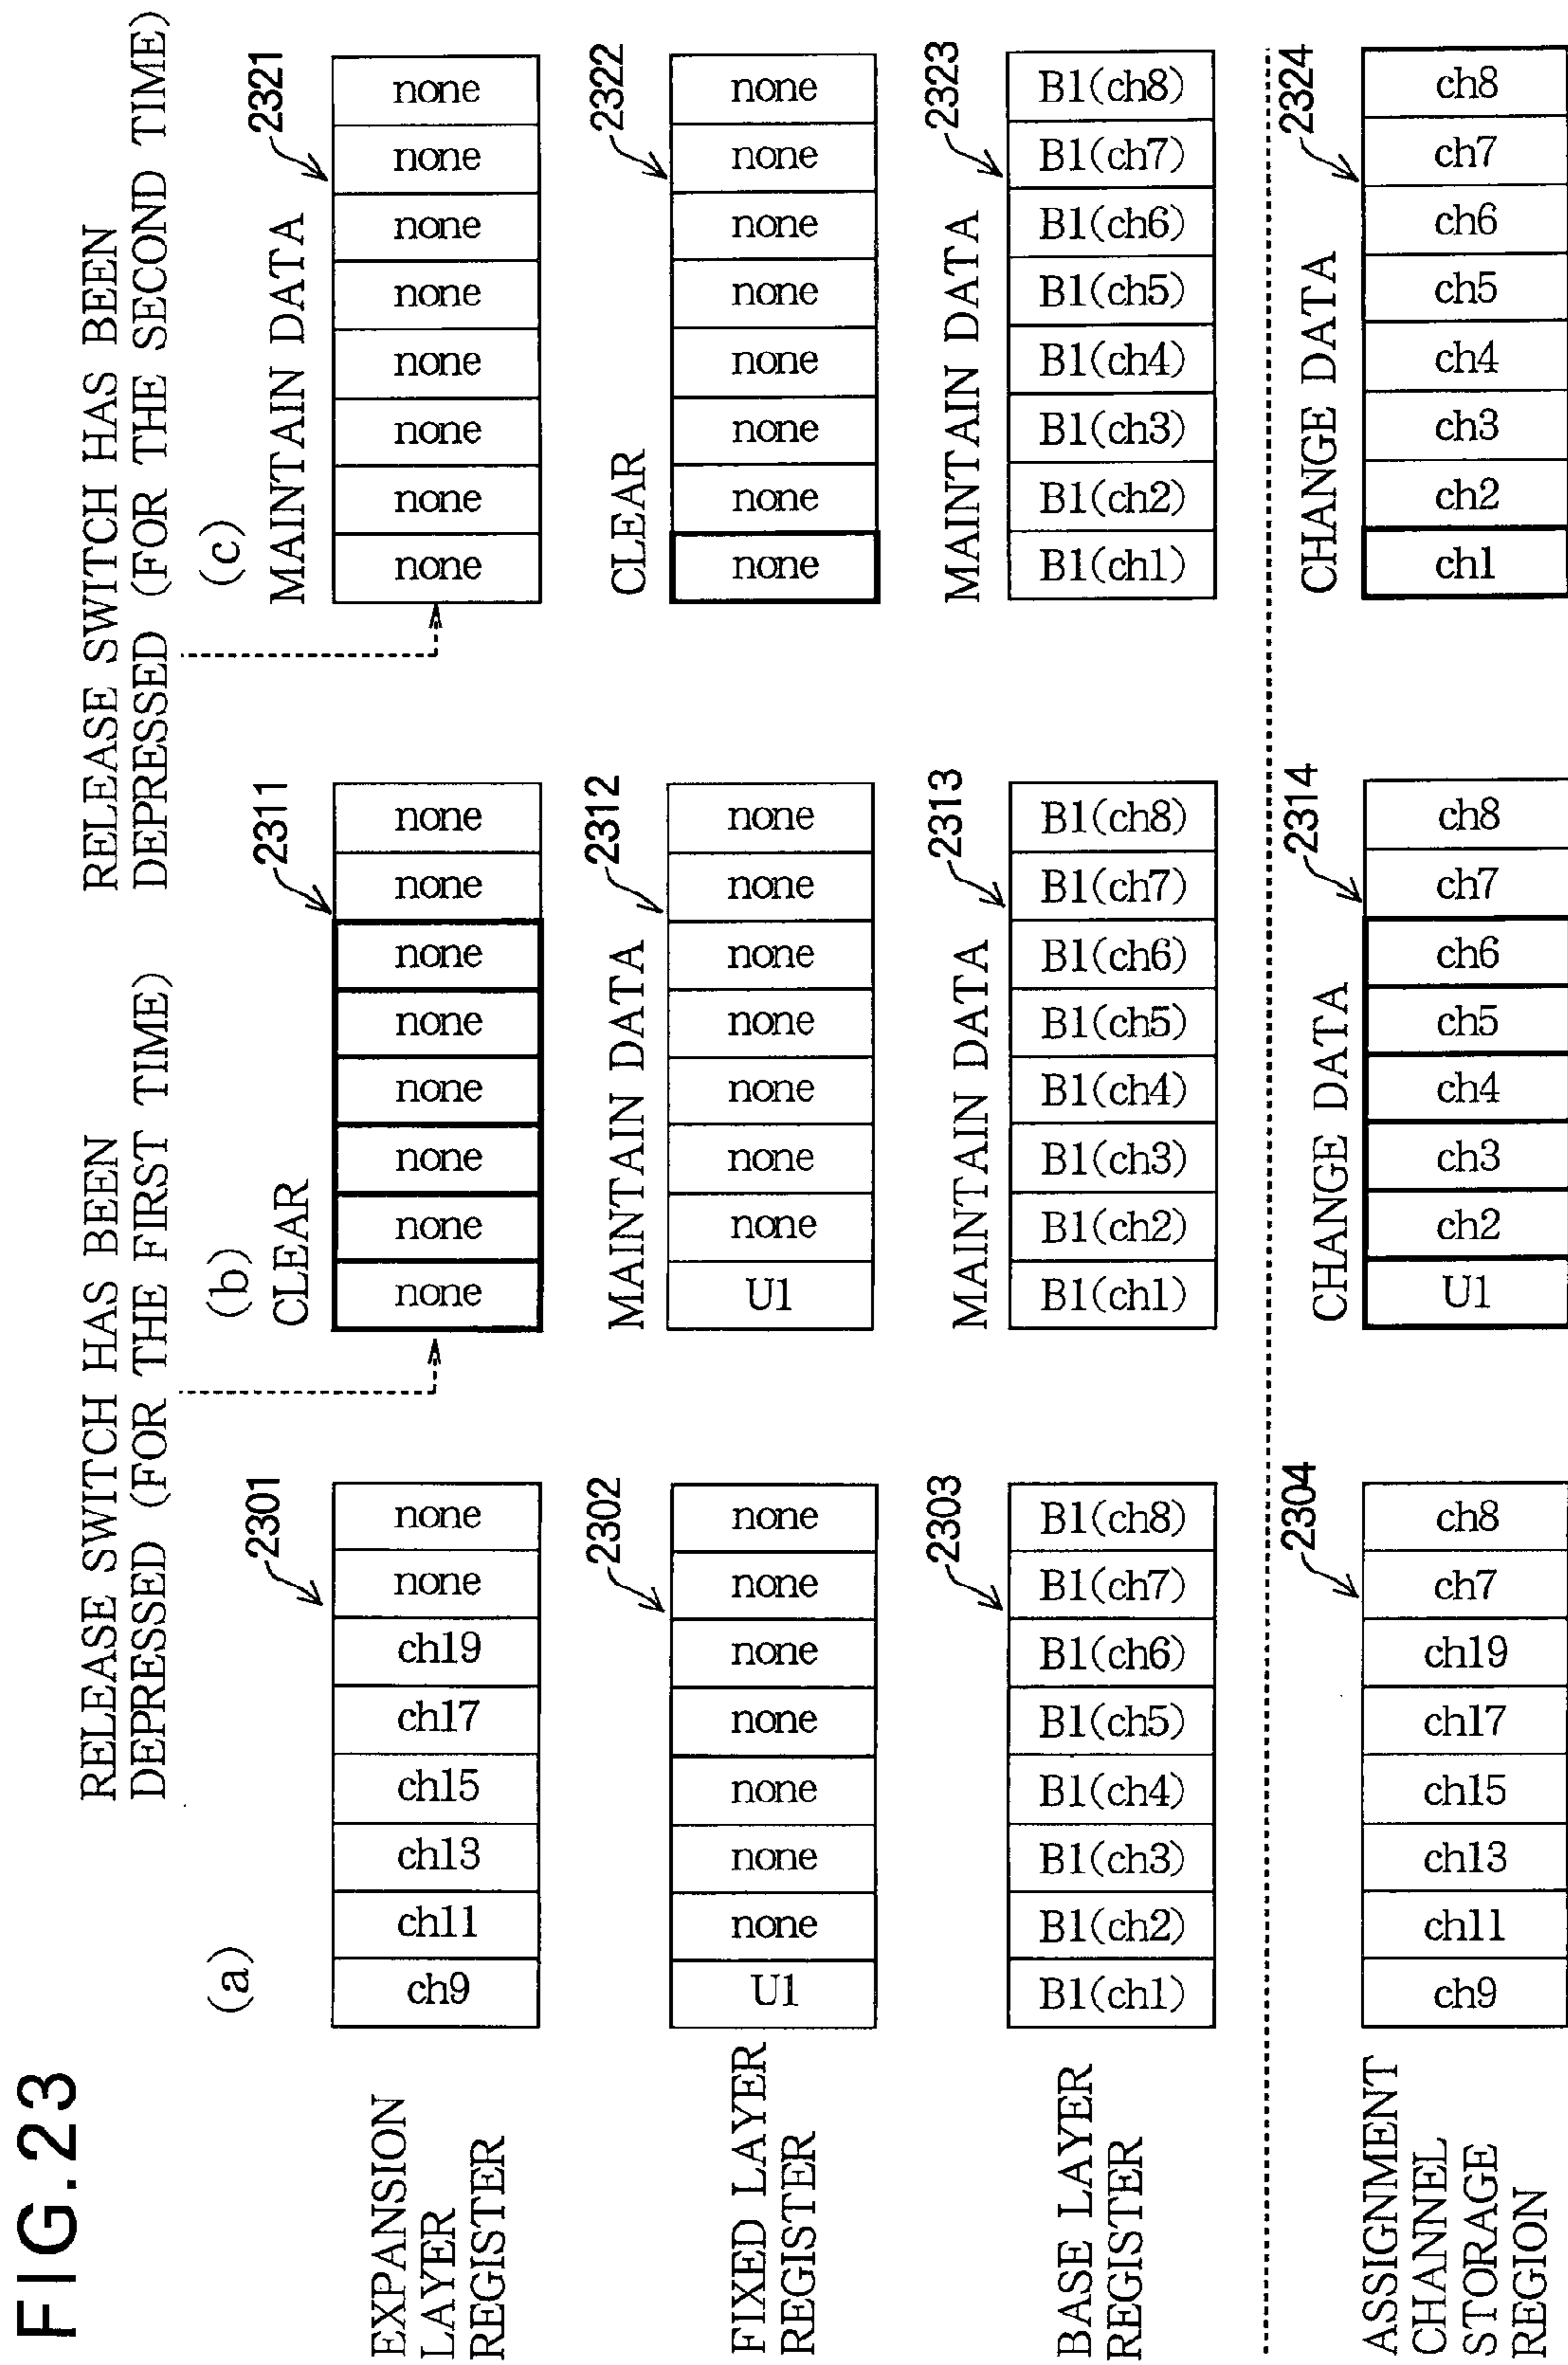 FIG.23
RELEASE SWITCH HAS BEEN
DEPRESSED (FOR THE FIRST TIME)
RELEASE SWITCH HAS BEEN
DEPRESSED (FOR THE SECOND TIME)
(a)
(b)
(c)
CLEAR
MAINTAIN DATA
2301
2311
2321
EXPANSION
LAYER
REGISTER
ch9 ch11 ch13 ch15 ch17 ch19 none none
none none none none none none none none
none none none none none none none none
MAINTAIN DATA
CLEAR
2302
2312
2322
FIXED LAYER
REGISTER
U1 none none none none none none none
U1 none none none none none none none
none none none none none none none none
MAINTAIN DATA
MAINTAIN DATA
2303
2313
2323
BASE LAYER
REGISTER
B1(ch1) B1(ch2) B1(ch3) B1(ch4) B1(ch5) B1(ch6) B1(ch7) B1(ch8)
B1(ch1) B1(ch2) B1(ch3) B1(ch4) B1(ch5) B1(ch6) B1(ch7) B1(ch8)
B1(ch1) B1(ch2) B1(ch3) B1(ch4) B1(ch5) B1(ch6) B1(ch7) B1(ch8)
CHANGE DATA
CHANGE DATA
2304
2314
2324
ASSIGNMENT
CHANNEL
STORAGE
REGION
ch9 ch11 ch13 ch15 ch17 ch19 ch7 ch8
U1 ch2 ch3 ch4 ch5 ch6 ch7 ch8
ch1 ch2 ch3 ch4 ch5 ch6 ch7 ch8